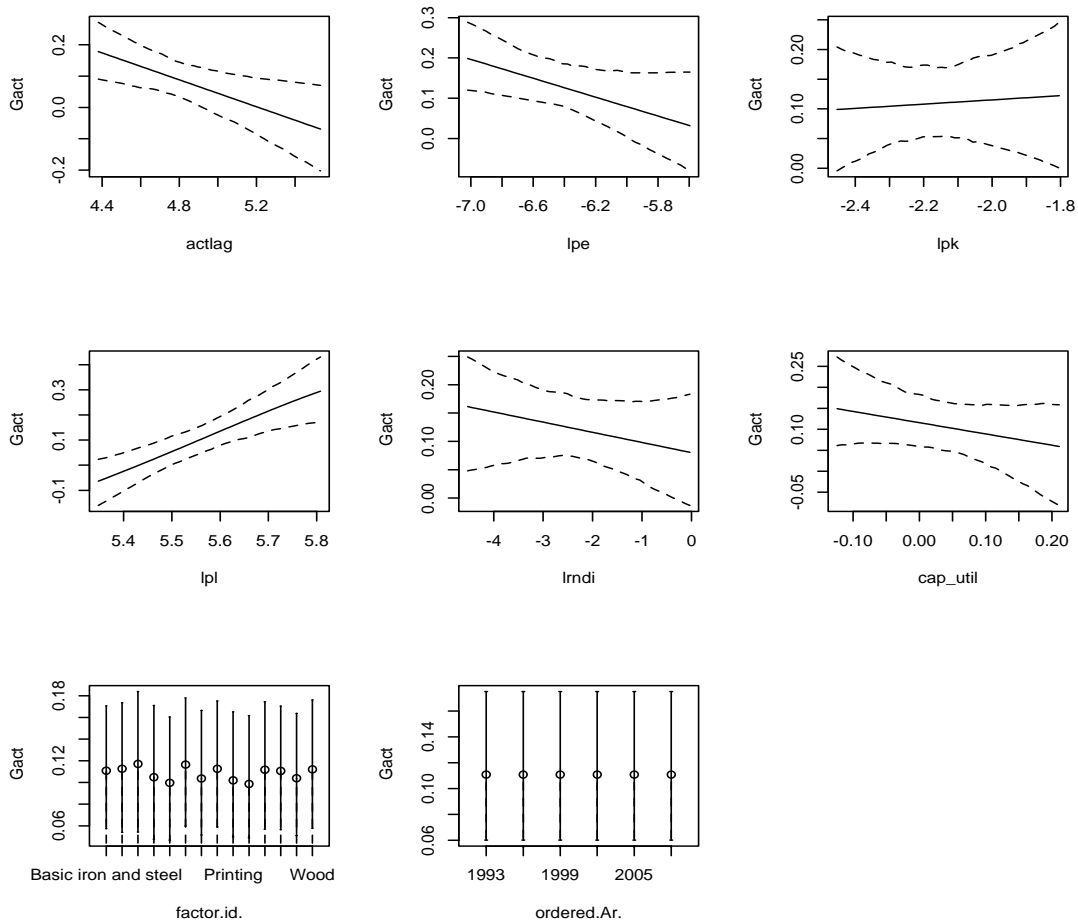 Gact
0.2
0.0
-0.2
4.4 4.8 5.2
actlag
Gact
0.3
0.2
0.1
0.0
-7.0 -6.6 -6.2 -5.8
lpe
Gact
0.20
0.10
0.00
-2.4 -2.2 -2.0 -1.8
lpk
Gact
0.3
0.1
-0.1
5.4 5.5 5.6 5.7 5.8
lpl
Gact
0.20
0.10
0.00
-4 -3 -2 -1 0
lrndi
Gact
0.25
0.10
-0.05
-0.10 0.00 0.10 0.20
cap_util
Gact
0.18
0.12
0.06
Basic iron and steel Printing Wood
factor.id.
Gact
0.14
0.10
0.06
1993 1999 2005
ordered.Ar.